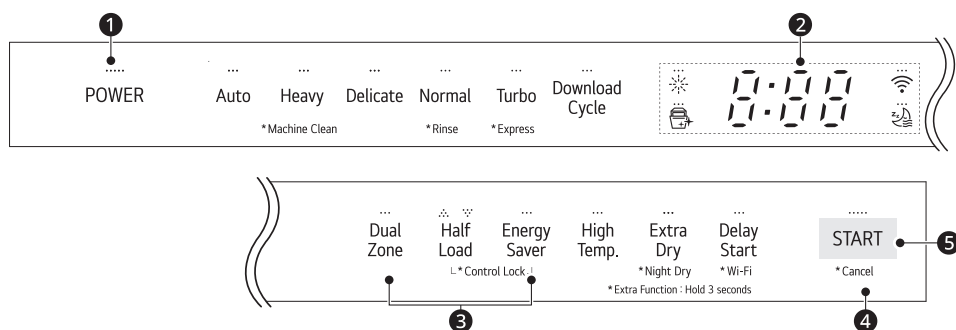 1
2
POWER Auto Heavy Delicate Normal Turbo Download
Cycle
8:88
*Machine Clean *Rinse *Express
Dual Half Energy High Extra Delay
Zone Load Saver Temp. Dry Start
START
*Control Lock *Night Dry *Wi-Fi *Cancel
*Extra Function : Hold 3 seconds
5
3
4